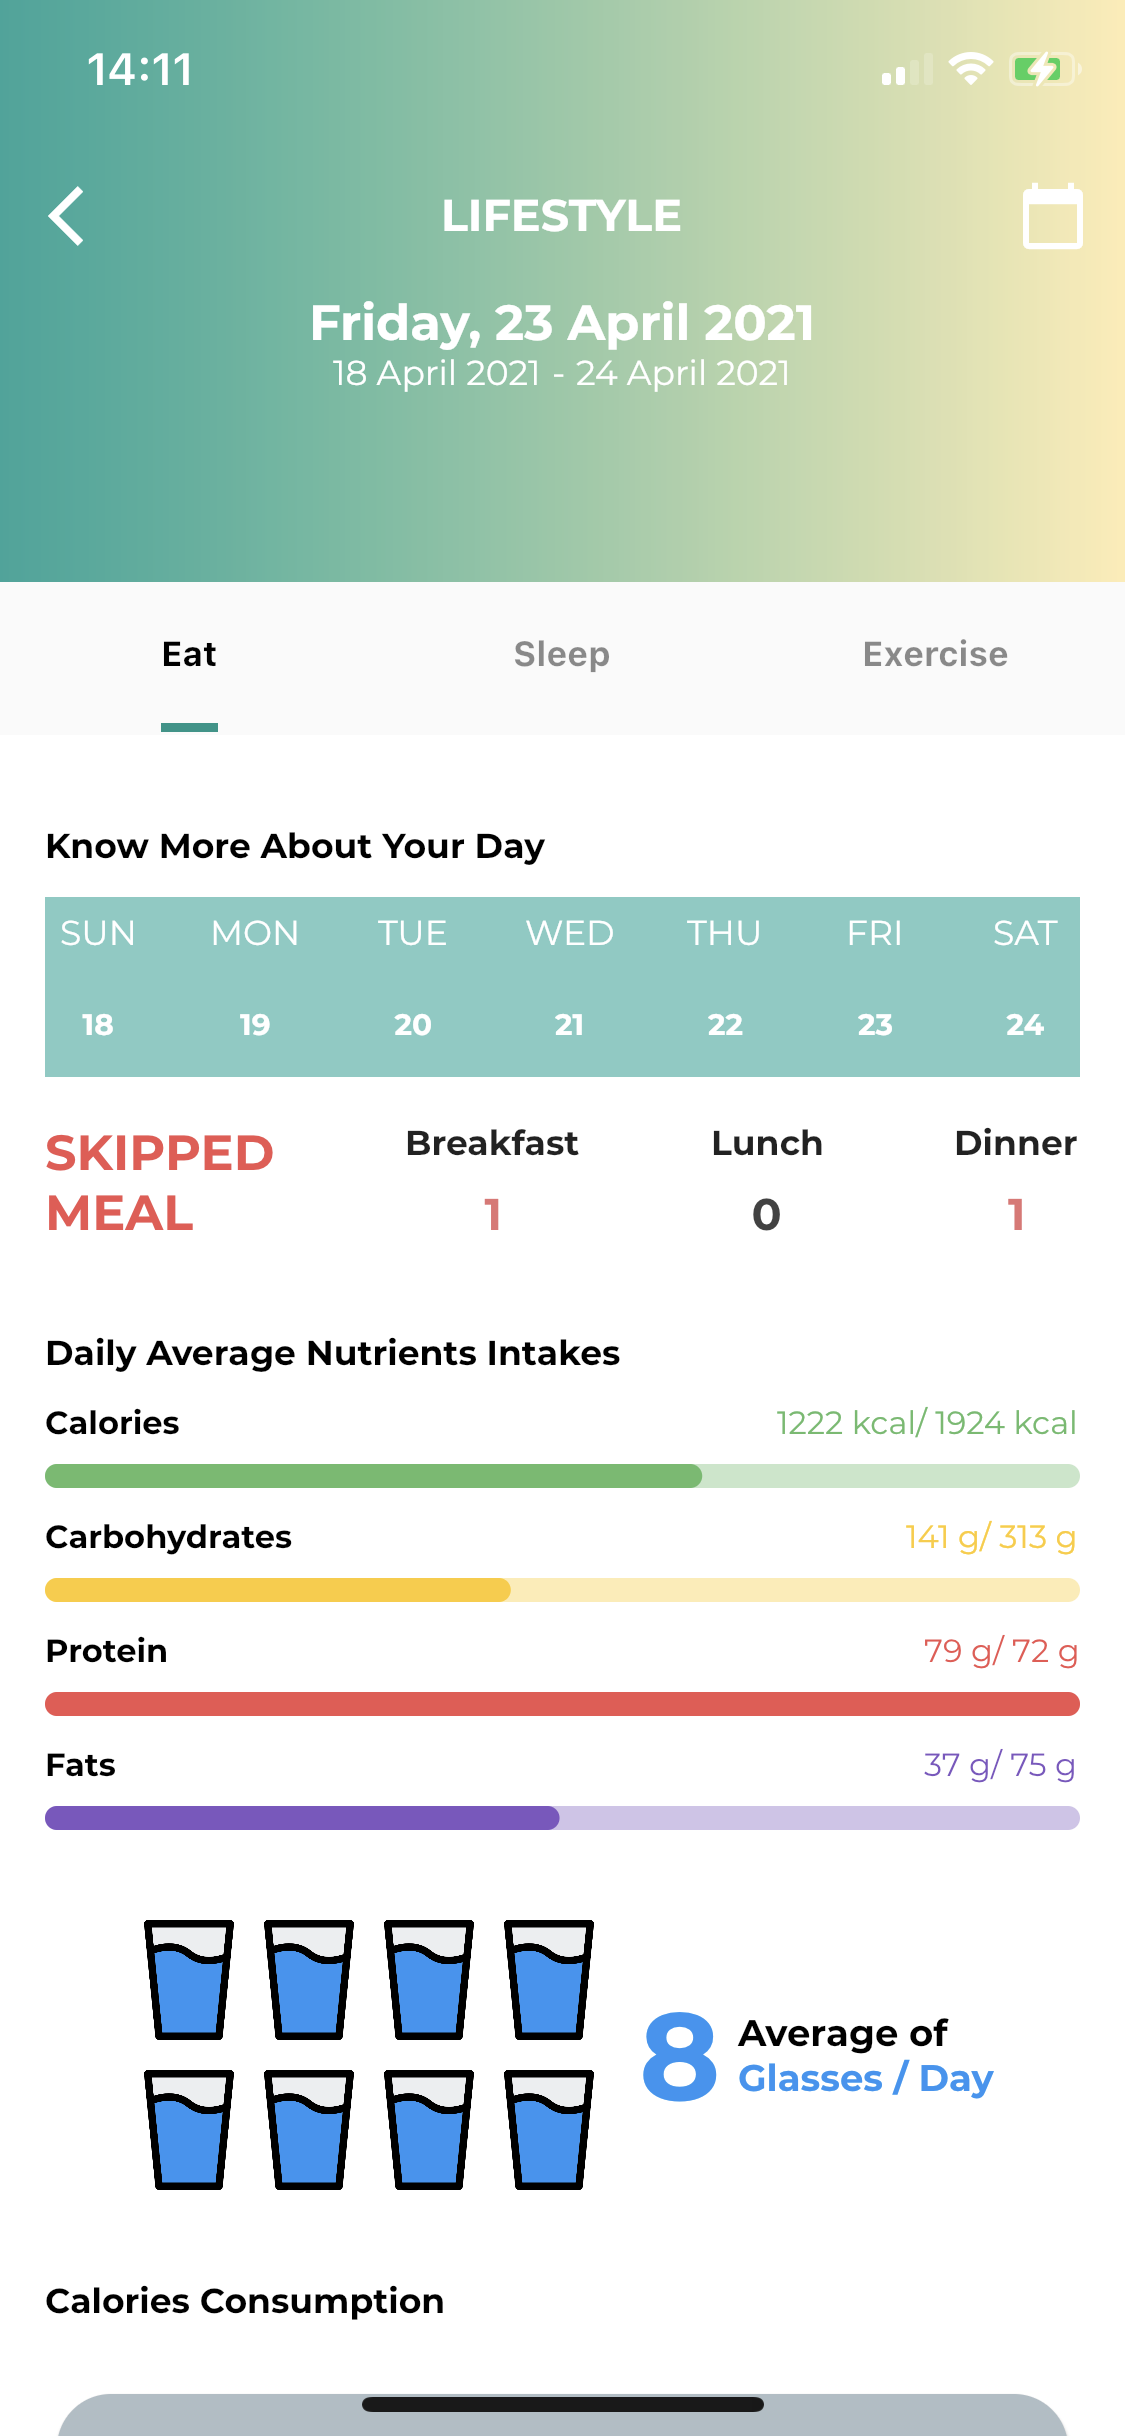 14:11
LIFESTYLE
Friday, 23 April 2021
18 April 2021 - 24 April 2021
Eat Sleep Exercise
Know More About Your Day
SUN MON TUE WED THU FRI SAT
18 19 20 21 22 23 24
SKIPPED MEAL
Breakfast Lunch Dinner
1 0 1
Daily Average Nutrients Intakes
Calories 1222 kcal/ 1924 kcal
Carbohydrates 141 g/ 313 g
Protein 79 g/ 72 g
Fats 37 g/ 75 g
8 Average of
Glasses / Day
Calories Consumption